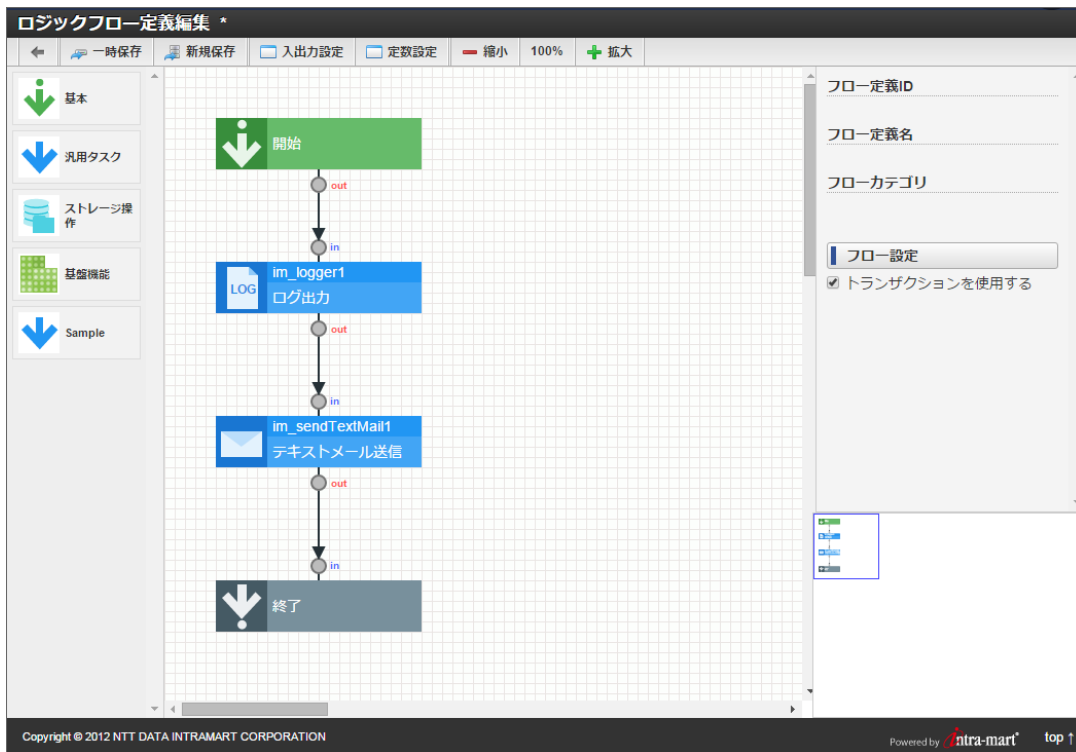 ロジックフロー定義編集 *
一時保存 新規保存 入出力設定 定数設定 縮小 100% 拡大
基本
汎用タスク
ストレージ操
作
基盤機能
Sample
開始
out
in
im_logger1
LOG
ログ出力
out
in
im_sendTextMail1
テキストメール送信
out
in
終了
フロー定義ID
フロー定義名
フローカテゴリ
フロー設定
トランザクションを使用する
Copyright © 2012 NTT DATA INTRAMART CORPORATION
Powered by intra-mart
top ↑